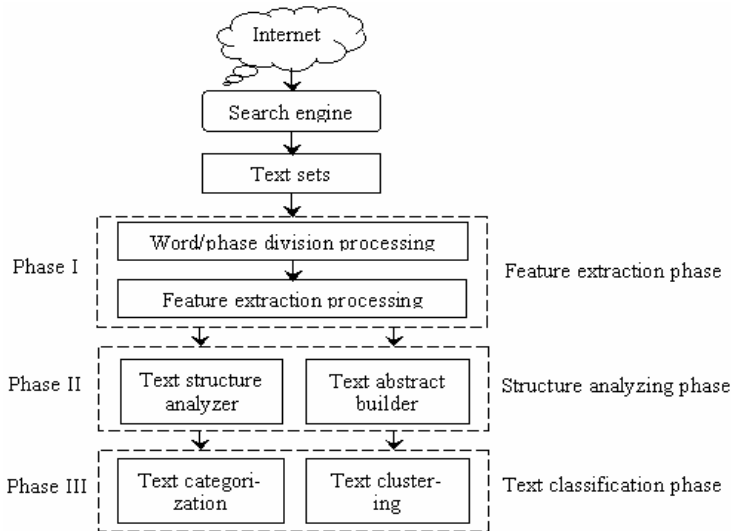 Internet
Search engine
Text sets
Word/phase division processing
Phase I
Feature extraction phase
Feature extraction processing
Phase II
Text structure
analyzer
Text abstract
builder
Structure analyzing phase
Phase III
Text categori-
zation
Text cluster-
ing
Text classification phase